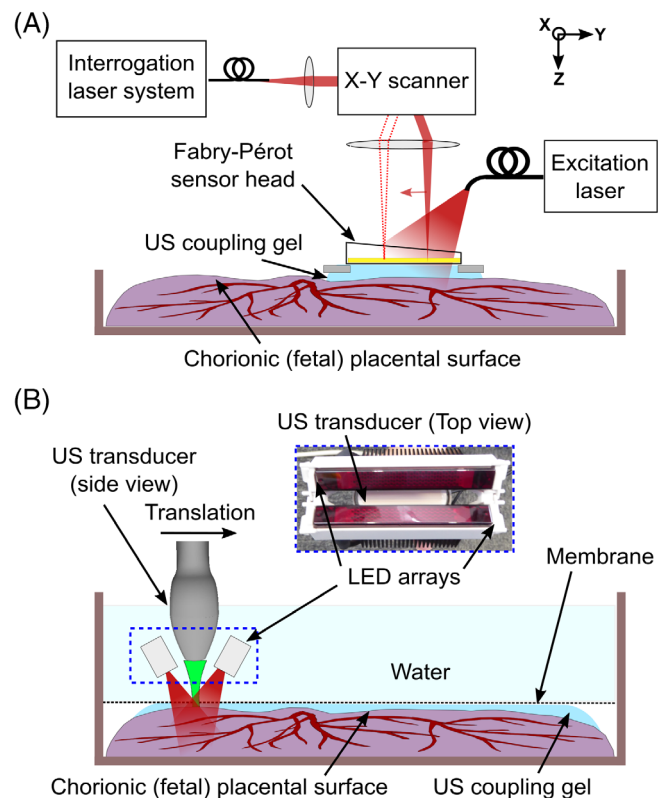 (A)
Interrogation
laser system
X-Y scanner
X
Y
Z
Fabry-Pérot
sensor head
Excitation
laser
US coupling gel
Chorionic (fetal) placental surface
(B)
US transducer (Top view)
US transducer
(side view)
Translation
LED arrays
Membrane
Water
Chorionic (fetal) placental surface
US coupling gel